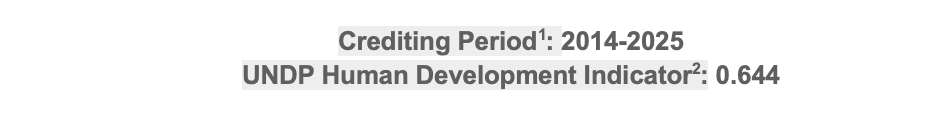 Crediting Period¹: 2014-2025
UNDP Human Development Indicator²: 0.644